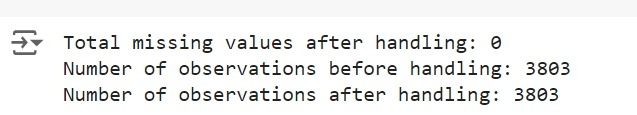 Total missing values after handling: 0
Number of observations before handling: 3803
Number of observations after handling: 3803